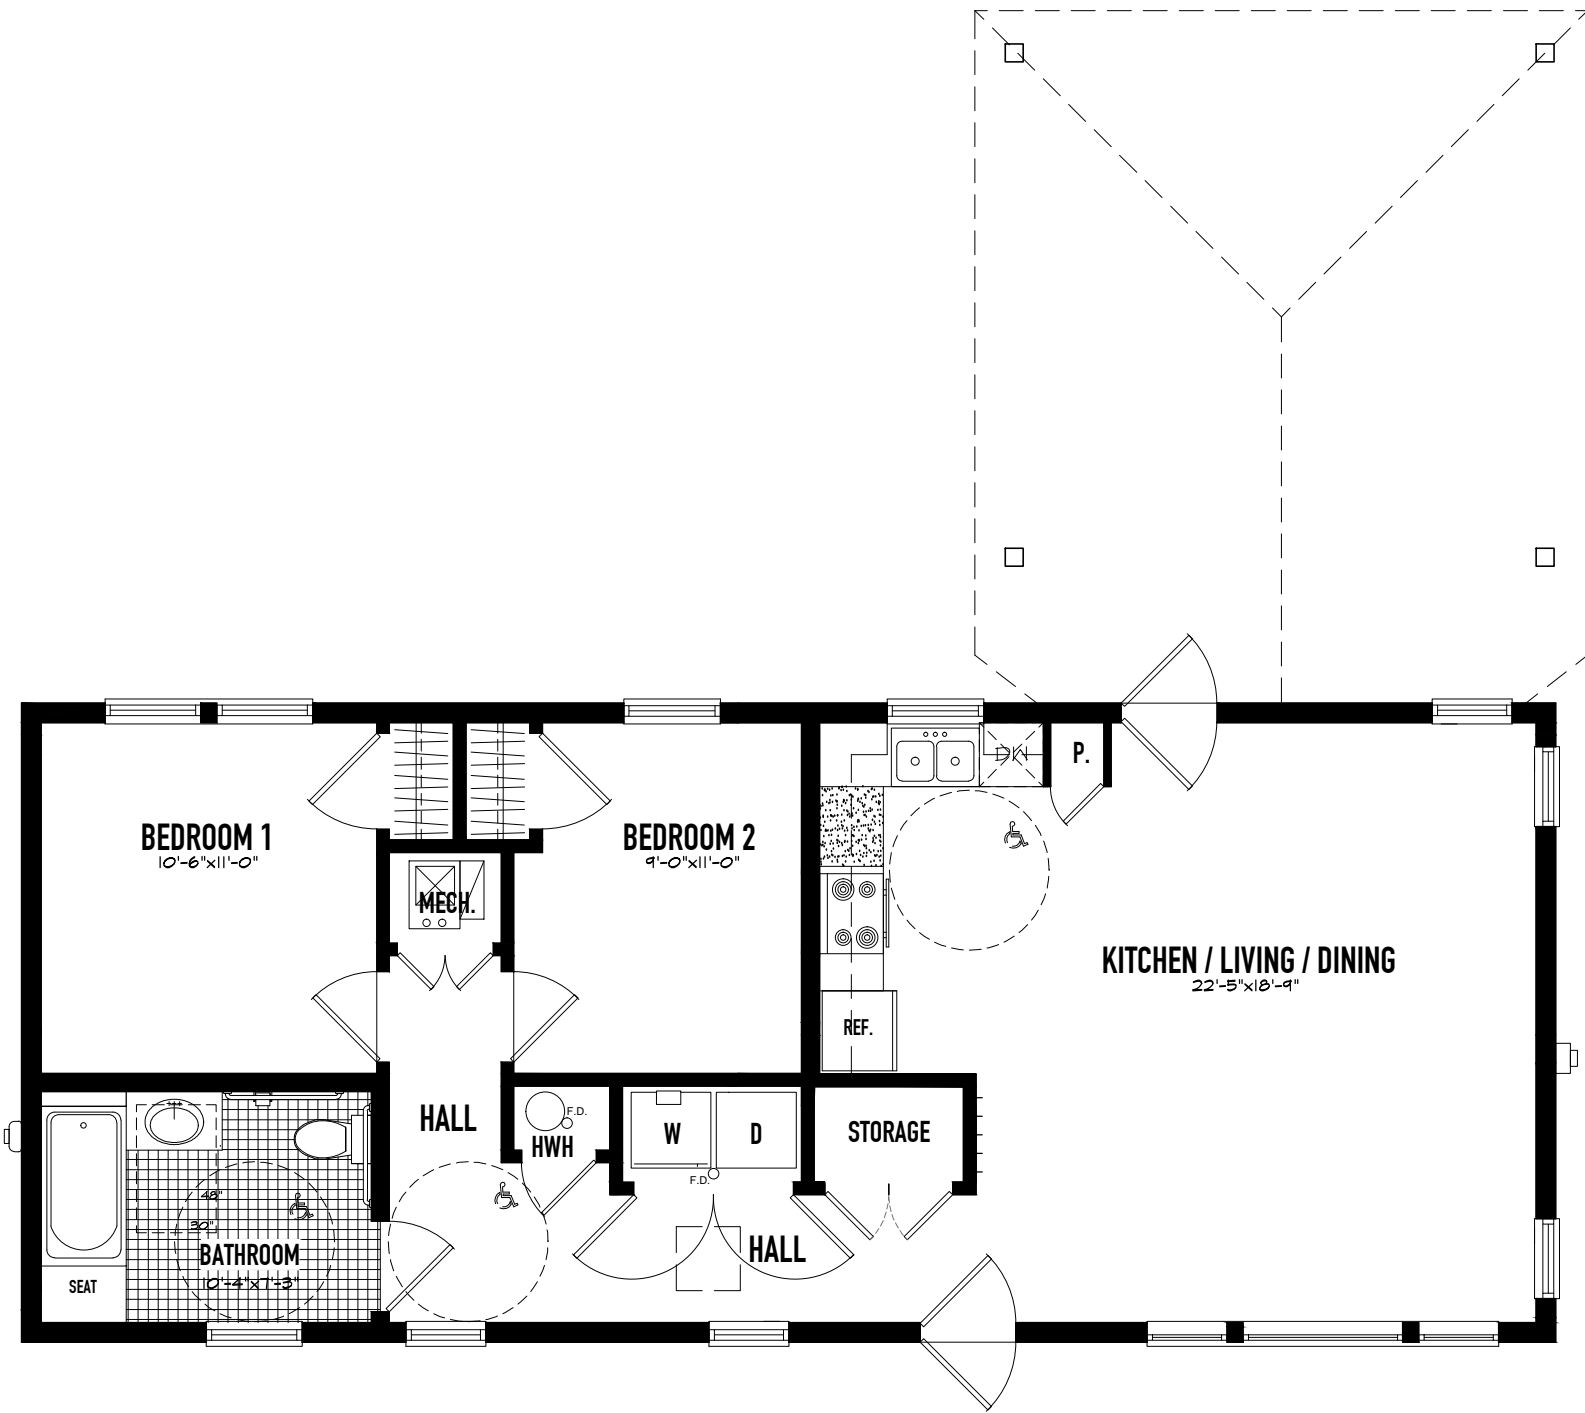 DW
P.
BEDROOM 1
10'-6"x11'-0"
BEDROOM 2
9'-0"x11'-0"
MECH.
KITCHEN / LIVING / DINING
22'-5"x18'-9"
REF.
HALL
F.D.
HWH
W
D
STORAGE
F.D.
48"
30"
BATHROOM
10'-4"x7'-3"
HALL
SEAT